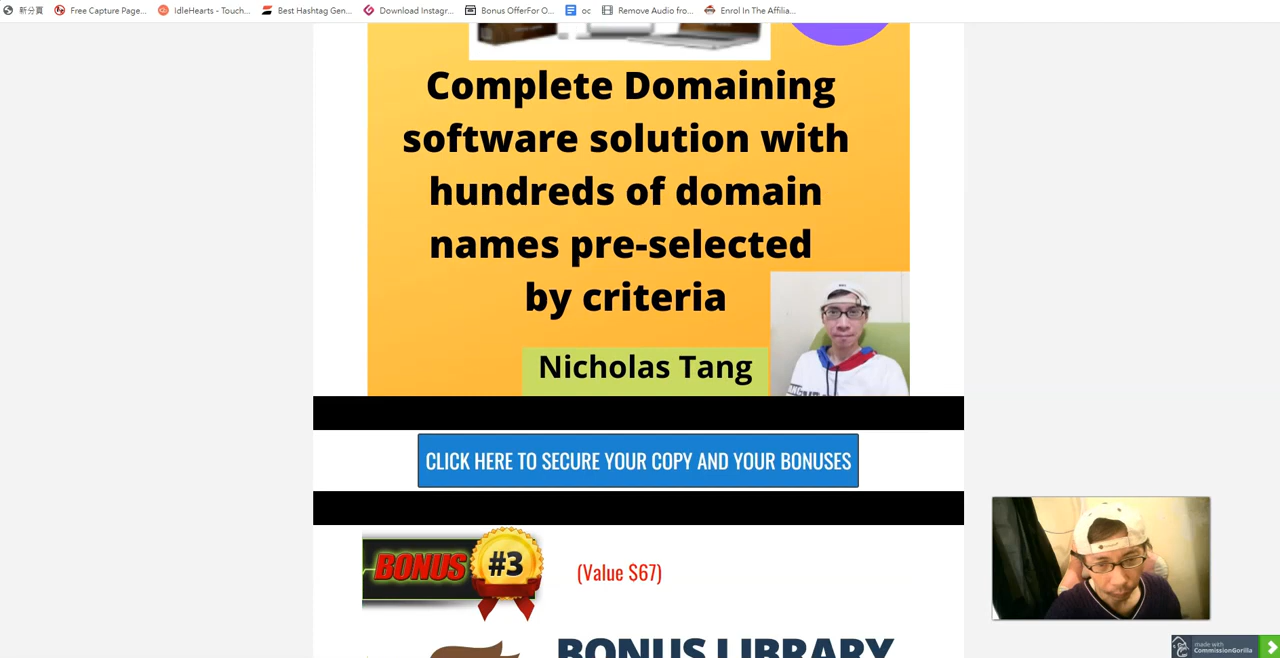 新分頁
Free Capture Page...
IdleHearts - Touch...
Best Hashtag Gen...
Download Instagr...
Bonus OfferFor O...
oc
Remove Audio fro...
Enrol In The Affilia...
Complete Domaining
software solution with
hundreds of domain
names pre-selected
by criteria
Nicholas Tang
CLICK HERE TO SECURE YOUR COPY AND YOUR BONUSES
BONUS #3
(Value $67)
BONUS LIBRARY
made with
CommissionGorilla